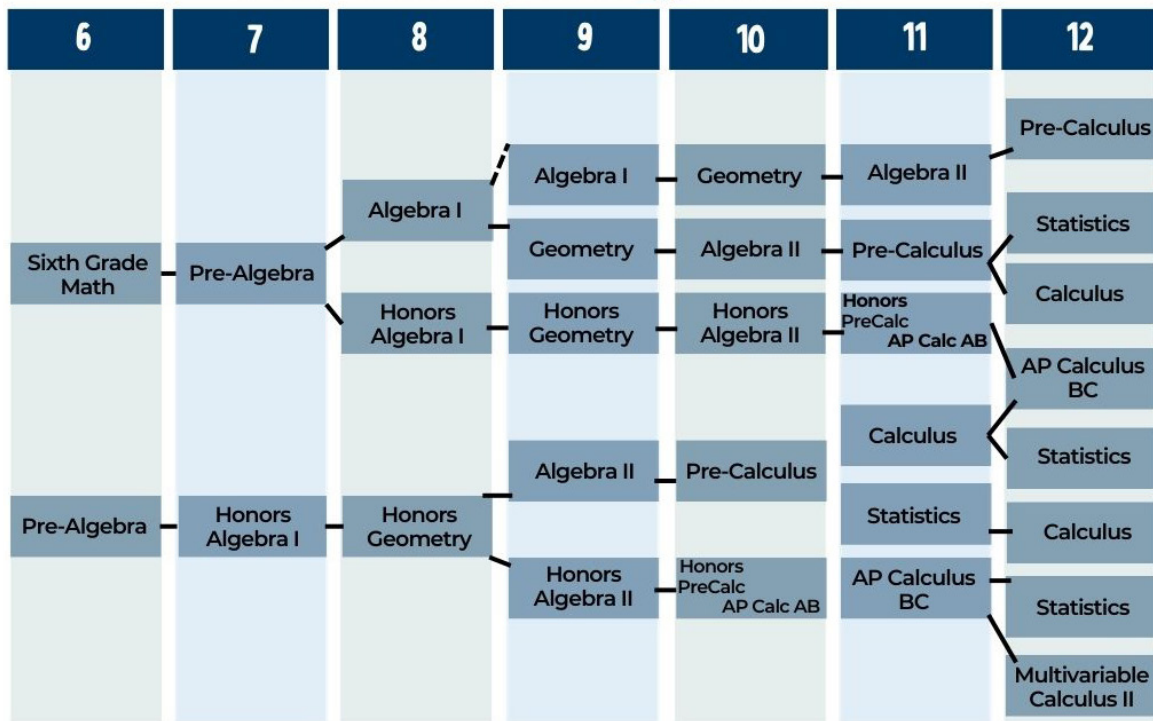 6 7 8 9 10 11 12
Pre-Calculus
Algebra I Geometry Algebra II
Algebra I
Statistics
Geometry Algebra II Pre-Calculus
Sixth Grade
Math
Pre-Algebra
Calculus
Honors
Algebra I
Honors
Geometry
Honors
Algebra II
Honors
PreCalc
AP Calc AB
AP Calculus
BC
Calculus
Statistics
Algebra II Pre-Calculus
Pre-Algebra
Honors
Algebra I
Honors
Geometry
Statistics
Calculus
Honors
Algebra II
Honors
PreCalc
AP Calc AB
AP Calculus
BC
Statistics
Multivariable
Calculus II